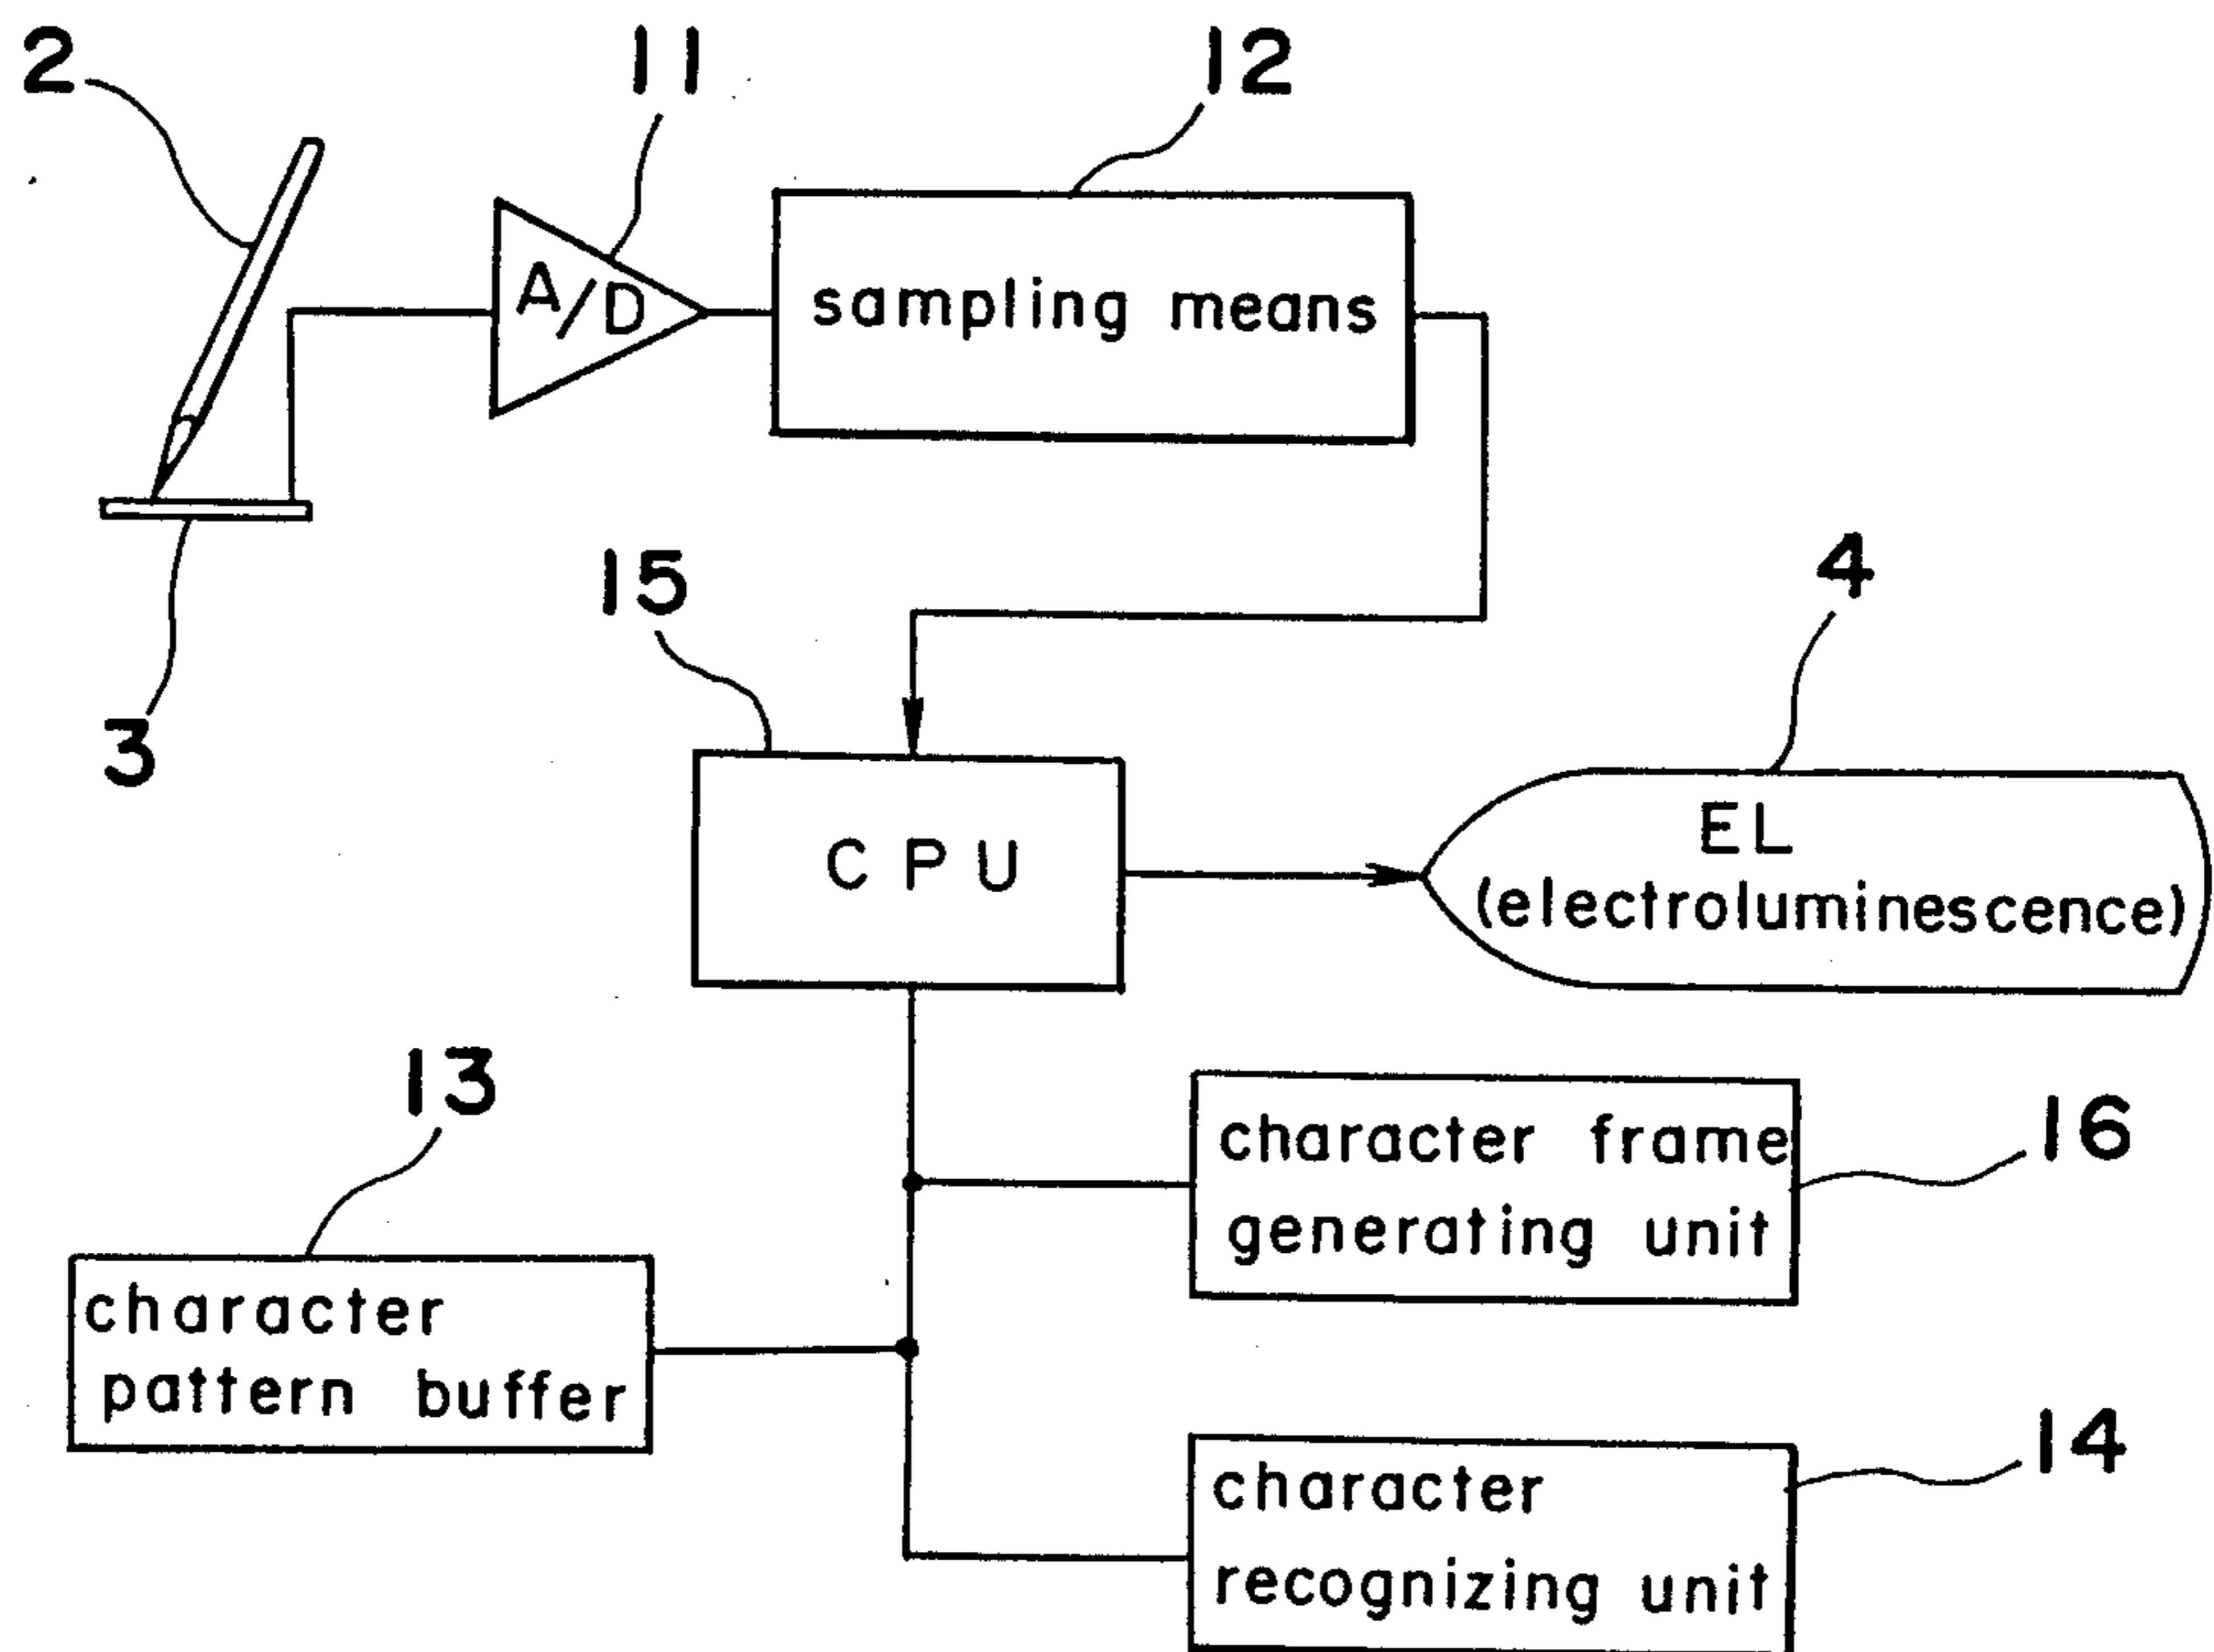 2
11
12
A/D
sampling means
3
15
4
CPU
EL
(electroluminescence)
13
character frame
generating unit
16
character
pattern buffer
14
character
recognizing unit